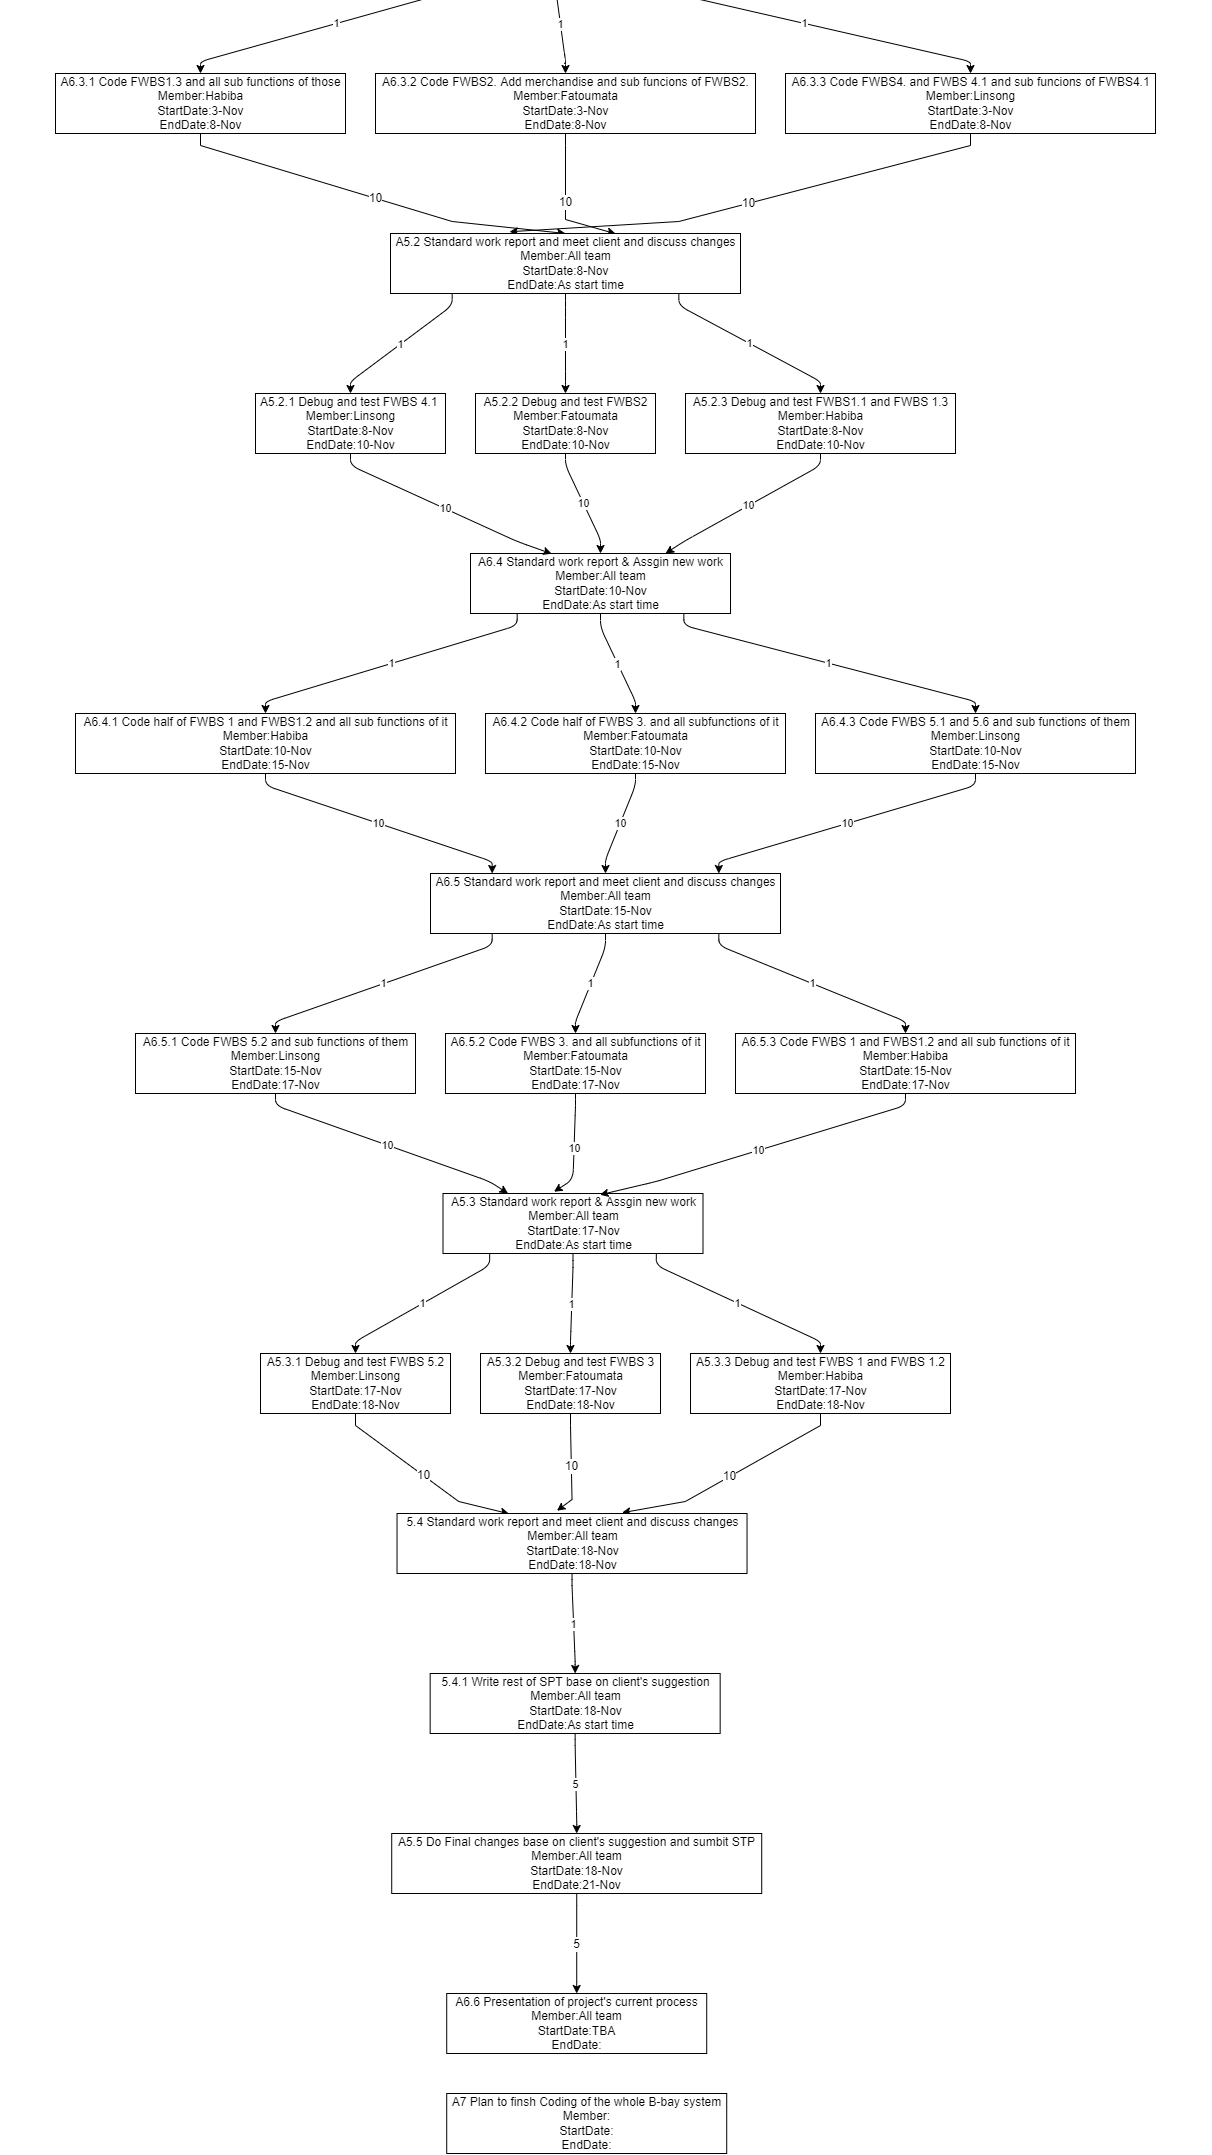 1
1
1
A6.3.1 Code FWBS1.3 and all sub functions of those
Member:Habiba
StartDate:3-Nov
EndDate:8-Nov
A6.3.2 Code FWBS2. Add merchandise and sub funcions of FWBS2.
Member:Fatoumata
StartDate:3-Nov
EndDate:8-Nov
A6.3.3 Code FWBS4. and FWBS 4.1 and sub funcions of FWBS4.1
Member:Linsong
StartDate:3-Nov
EndDate:8-Nov
10
10
10
A5.2 Standard work report and meet client and discuss changes
Member:All team
StartDate:8-Nov
EndDate:As start time
1
1
1
A5.2.1 Debug and test FWBS 4.1
Member:Linsong
StartDate:8-Nov
EndDate:10-Nov
A5.2.2 Debug and test FWBS2
Member:Fatoumata
StartDate:8-Nov
EndDate:10-Nov
A5.2.3 Debug and test FWBS1.1 and FWBS 1.3
Member:Habiba
StartDate:8-Nov
EndDate:10-Nov
10
10
10
A6.4 Standard work report & Assgin new work
Member:All team
StartDate:10-Nov
EndDate:As start time
1
1
1
A6.4.1 Code half of FWBS 1 and FWBS1.2 and all sub functions of it
Member:Habiba
StartDate:10-Nov
EndDate:15-Nov
A6.4.2 Code half of FWBS 3. and all subfunctions of it
Member:Fatoumata
StartDate:10-Nov
EndDate:15-Nov
A6.4.3 Code FWBS 5.1 and 5.6 and sub functions of them
Member:Linsong
StartDate:10-Nov
EndDate:15-Nov
10
10
10
A6.5 Standard work report and meet client and discuss changes
Member:All team
StartDate:15-Nov
EndDate:As start time
1
1
1
A6.5.1 Code FWBS 5.2 and sub functions of them
Member:Linsong
StartDate:15-Nov
EndDate:17-Nov
A6.5.2 Code FWBS 3. and all subfunctions of it
Member:Fatoumata
StartDate:15-Nov
EndDate:17-Nov
A6.5.3 Code FWBS 1 and FWBS1.2 and all sub functions of it
Member:Habiba
StartDate:15-Nov
EndDate:17-Nov
10
10
10
A5.3 Standard work report & Assgin new work
Member:All team
StartDate:17-Nov
EndDate:As start time
1
1
1
A5.3.1 Debug and test FWBS 5.2
Member:Linsong
StartDate:17-Nov
EndDate:18-Nov
A5.3.2 Debug and test FWBS 3
Member:Fatoumata
StartDate:17-Nov
EndDate:18-Nov
A5.3.3 Debug and test FWBS 1 and FWBS 1.2
Member:Habiba
StartDate:17-Nov
EndDate:18-Nov
10
10
10
5.4 Standard work report and meet client and discuss changes
Member:All team
StartDate:18-Nov
EndDate:18-Nov
1
5.4.1 Write rest of SPT base on client's suggestion
Member:All team
StartDate:18-Nov
EndDate:As start time
5
A5.5 Do Final changes base on client's suggestion and sumbit STP
Member:All team
StartDate:18-Nov
EndDate:21-Nov
5
A6.6 Presentation of project's current process
Member:All team
StartDate:TBA
EndDate:
A7 Plan to finsh Coding of the whole B-bay system
Member:
StartDate:
EndDate: